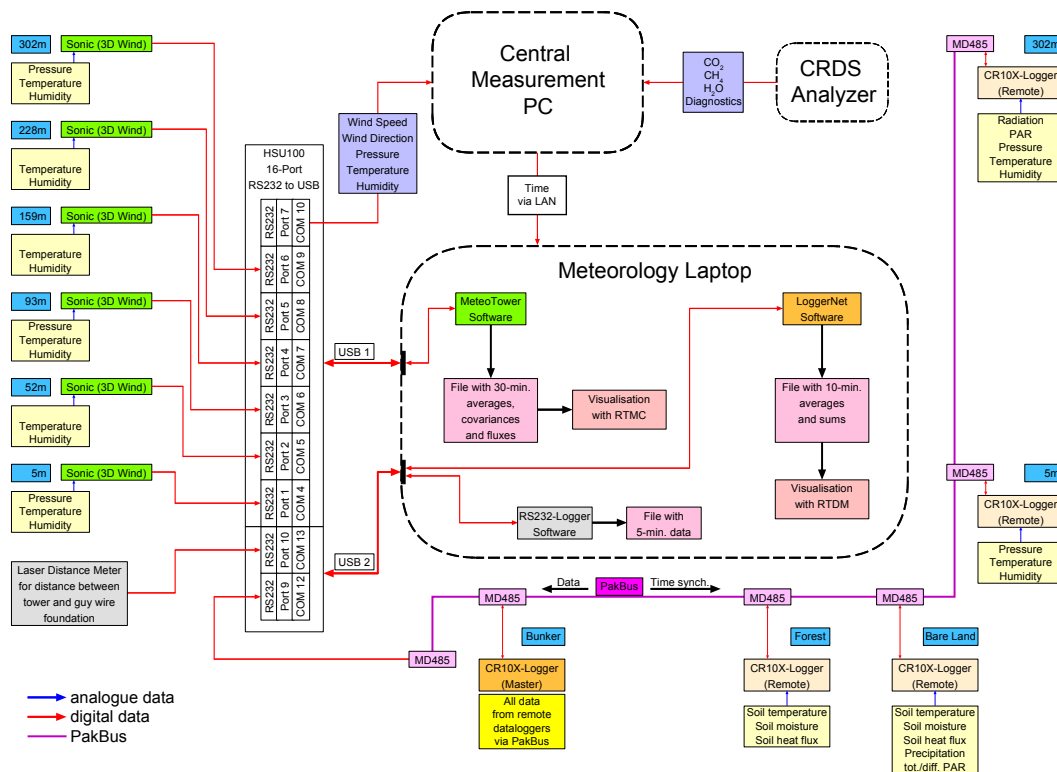 302m
Sonic (3D Wind)
Pressure
Temperature
Humidity
228m
Sonic (3D Wind)
Temperature
Humidity
159m
Sonic (3D Wind)
Temperature
Humidity
93m
Sonic (3D Wind)
Pressure
Temperature
Humidity
52m
Sonic (3D Wind)
Temperature
Humidity
5m
Sonic (3D Wind)
Pressure
Temperature
Humidity
Laser Distance Meter
for distance between
tower and guy wire
foundation
HSU100
16-Port
RS232 to USB
RS232 Port 7 COM 10
RS232 Port 6 COM 9
RS232 Port 5 COM 8
RS232 Port 4 COM 7
RS232 Port 3 COM 6
RS232 Port 2 COM 5
RS232 Port 1 COM 4
RS232 Port 10 COM 13
RS232 Port 9 COM 12
Wind Speed
Wind Direction
Pressure
Temperature
Humidity
Central
Measurement
PC
CO2
CH4
H2O
Diagnostics
CRDS
Analyzer
Time
via LAN
USB 1
USB 2
Meteorology Laptop
MeteoTower
Software
File with 30-min.
averages,
covariances
and fluxes
Visualisation
with RTMC
LoggerNet
Software
File with 10-min.
averages
and sums
Visualisation
with RTDM
RS232-Logger
Software
File with
5-min. data
MD485
302m
CR10X-Logger
(Remote)
Radiation
PAR
Pressure
Temperature
Humidity
MD485
5m
CR10X-Logger
(Remote)
Pressure
Temperature
Humidity
Data
PakBus
Time synch.
MD485
MD485
Bunker
CR10X-Logger
(Master)
All data
from remote
dataloggers
via PakBus
MD485
Forest
CR10X-Logger
(Remote)
Soil temperature
Soil moisture
Soil heat flux
MD485
Bare Land
CR10X-Logger
(Remote)
Soil temperature
Soil moisture
Soil heat flux
Precipitation
tot./diff. PAR
analogue data
digital data
PakBus